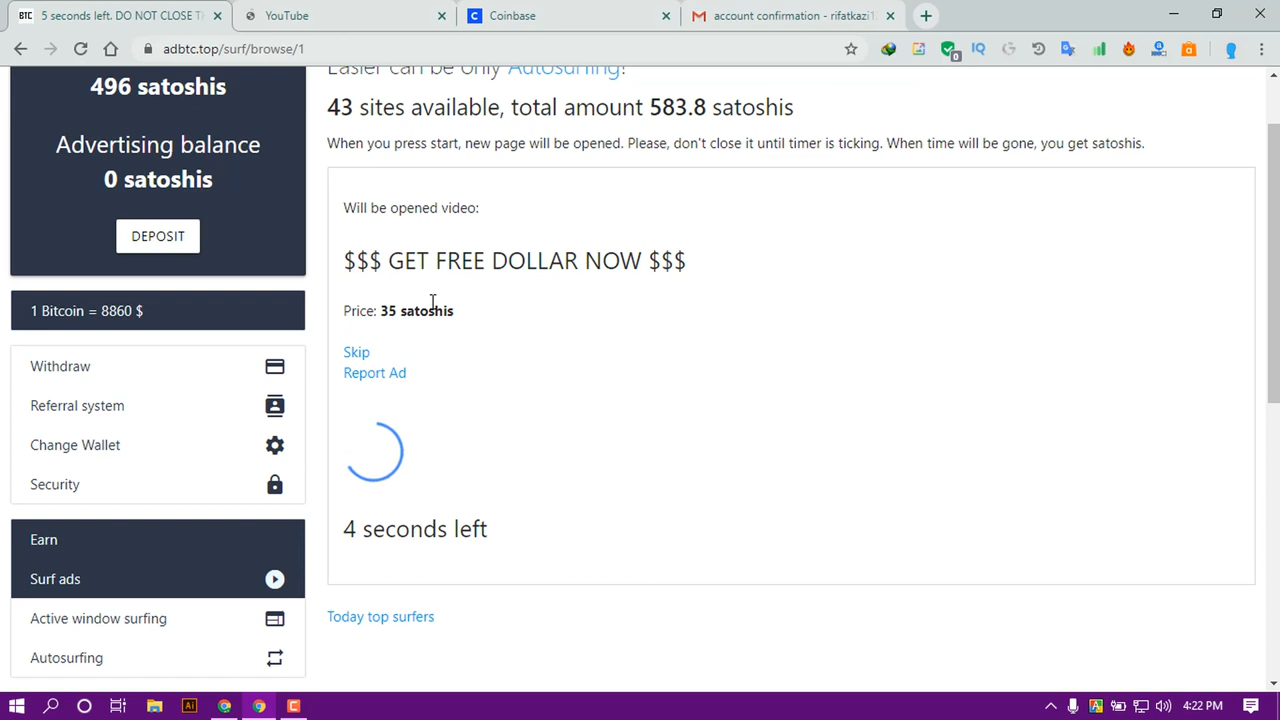 5 seconds left. DO NOT CLOSE T
YouTube
Coinbase
account confirmation - rifatkazi1
adbtc.top/surf/browse/1
496 satoshis
Advertising balance
0 satoshis
DEPOSIT
1 Bitcoin = 8860 $
Withdraw
Referral system
Change Wallet
Security
Earn
Surf ads
Active window surfing
Autosurfing
Easier can be only Autosurfing!
43 sites available, total amount 583.8 satoshis
When you press start, new page will be opened. Please, don't close it until timer is ticking. When time will be gone, you get satoshis.
Will be opened video:
$$$ GET FREE DOLLAR NOW $$$
Price: 35 satoshis
Skip
Report Ad
4 seconds left
Today top surfers
4:22 PM